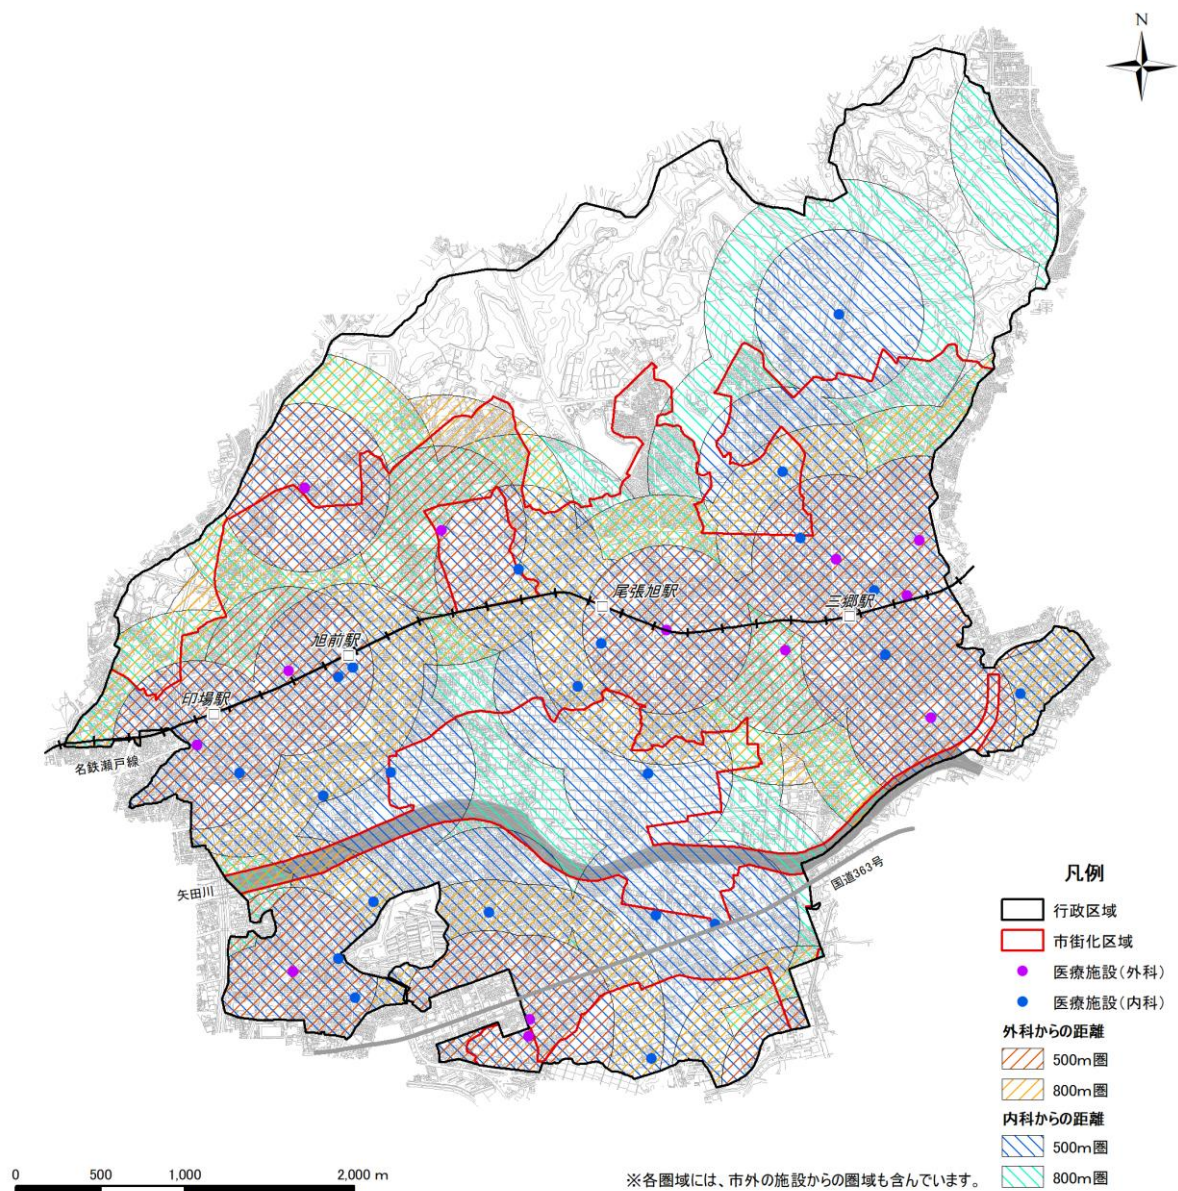 N
尾張旭駅
三郷駅
旭前駅
印場駅
名鉄瀬戸線
矢田川
国道363号
凡例
行政区域
市街化区域
医療施設(外科)
医療施設(内科)
外科からの距離
500m圏
800m圏
内科からの距離
500m圏
800m圏
0 500 1,000 2,000 m
※各圏域には、市外の施設からの圏域も含んでいます。